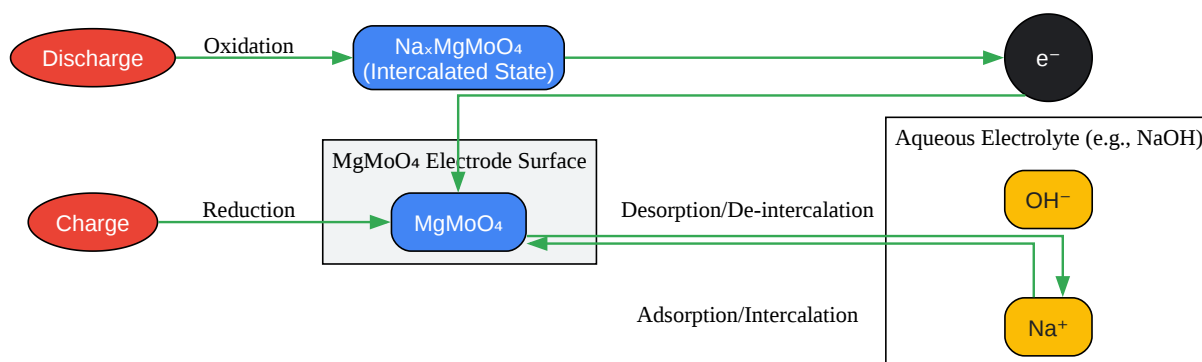 Discharge
Oxidation
NaₓMgMoO₄
(Intercalated State)
e⁻
MgMoO₄ Electrode Surface
Aqueous Electrolyte (e.g., NaOH)
Charge
Reduction
MgMoO₄
Desorption/De-intercalation
OH⁻
Adsorption/Intercalation
Na⁺